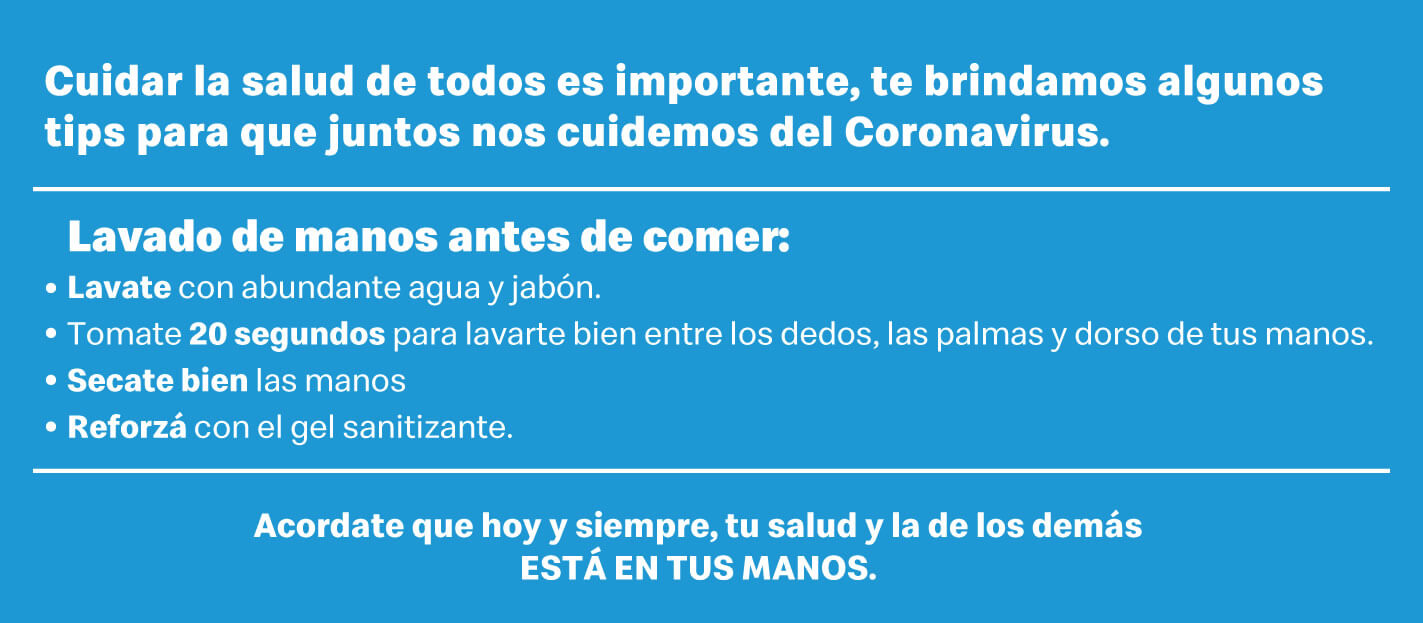 Cuidar la salud de todos es importante, te brindamos algunos
tips para que juntos nos cuidemos del Coronavirus.
Lavado de manos antes de comer:
• Lavate con abundante agua y jabón.
• Tomate 20 segundos para lavarte bien entre los dedos, las palmas y dorso de tus manos.
• Secate bien las manos
• Reforzá con el gel sanitizante.
Acordate que hoy y siempre, tu salud y la de los demás
ESTÁ EN TUS MANOS.